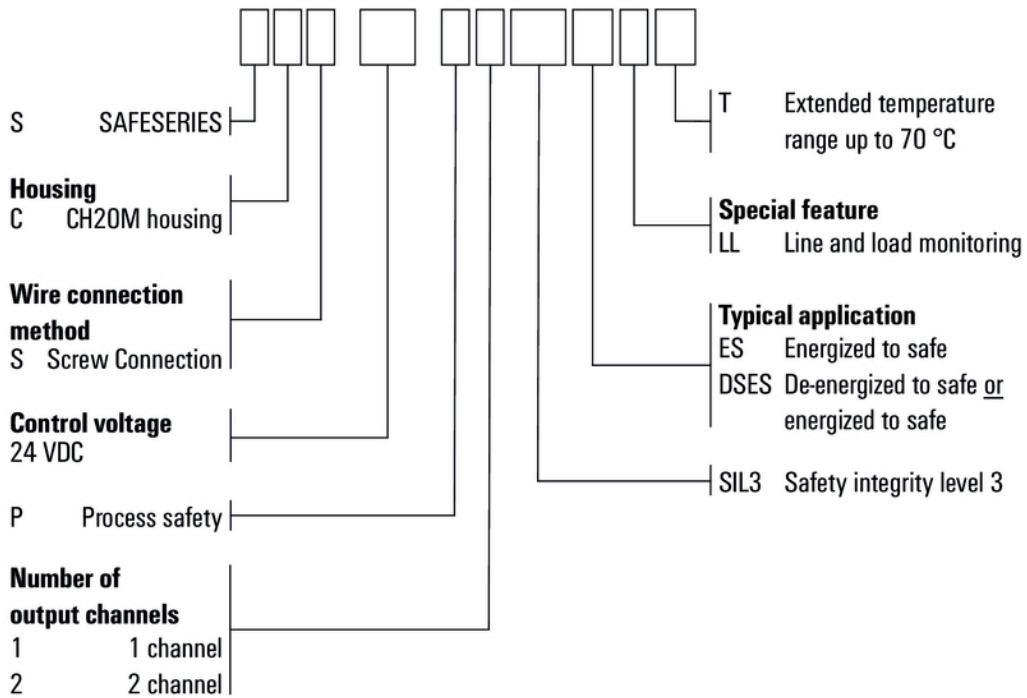 S SAFESERIES
Housing
C CH20M housing
Wire connection
method
S Screw Connection
Control voltage
24 VDC
P Process safety
Number of
output channels
1 1 channel
2 2 channel
T Extended temperature
range up to 70 °C
Special feature
LL Line and load monitoring
Typical application
ES Energized to safe
DSES De-energized to safe or
energized to safe
SIL3 Safety integrity level 3